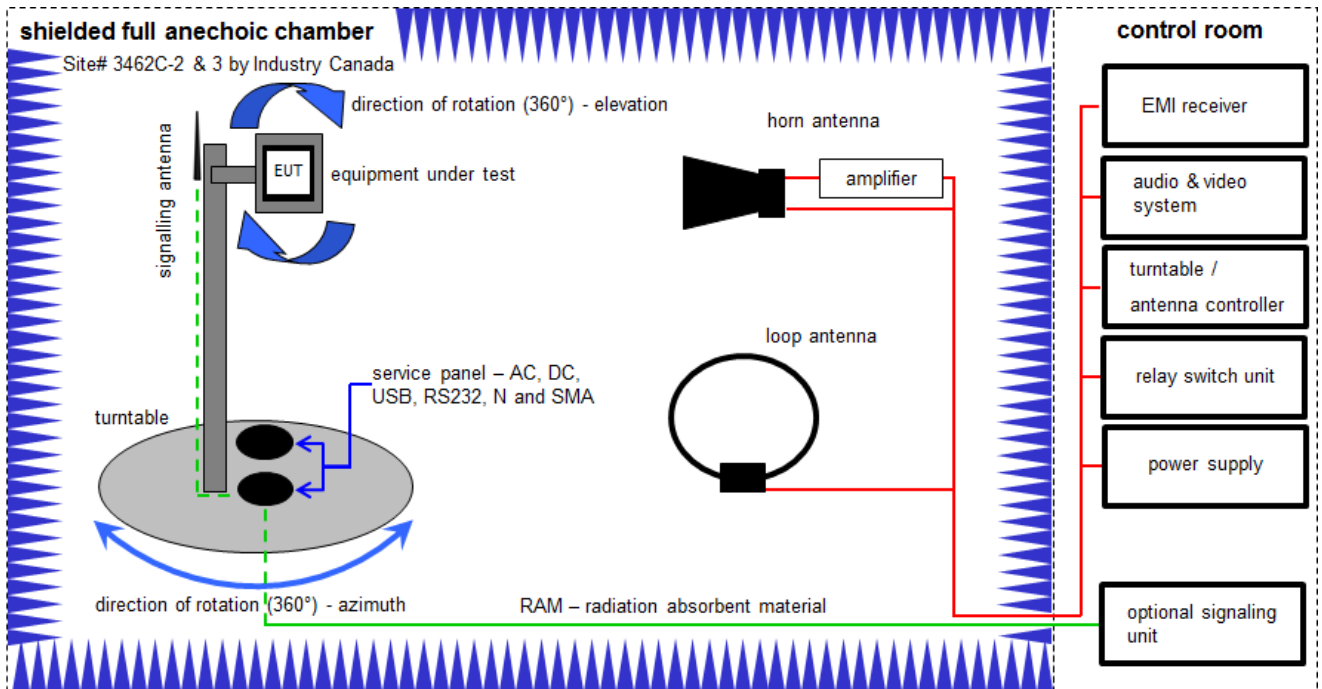 shielded full anechoic chamber
Site# 3462C-2 & 3 by Industry Canada
direction of rotation (360°) - elevation
signalling antenna
EUT
equipment under test
horn antenna
amplifier
loop antenna
service panel – AC, DC,
USB, RS232, N and SMA
turntable
direction of rotation (360°) - azimuth
RAM – radiation absorbent material
control room
EMI receiver
audio & video
system
turntable /
antenna controller
relay switch unit
power supply
optional signaling
unit